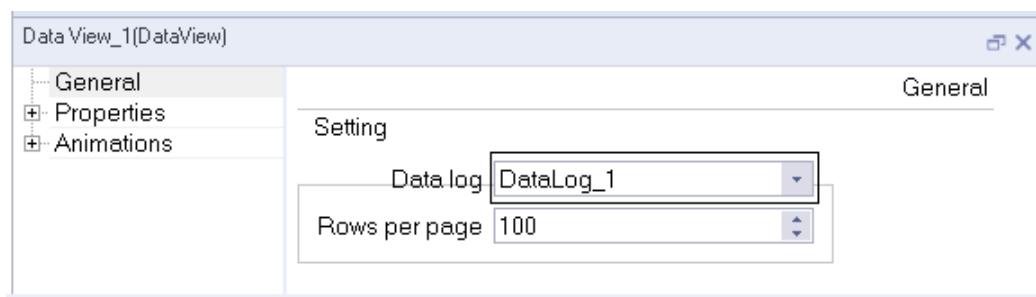 Data View_1(DataView)
General
Properties
Animations
General
Setting
Data log DataLog_1
Rows per page 100